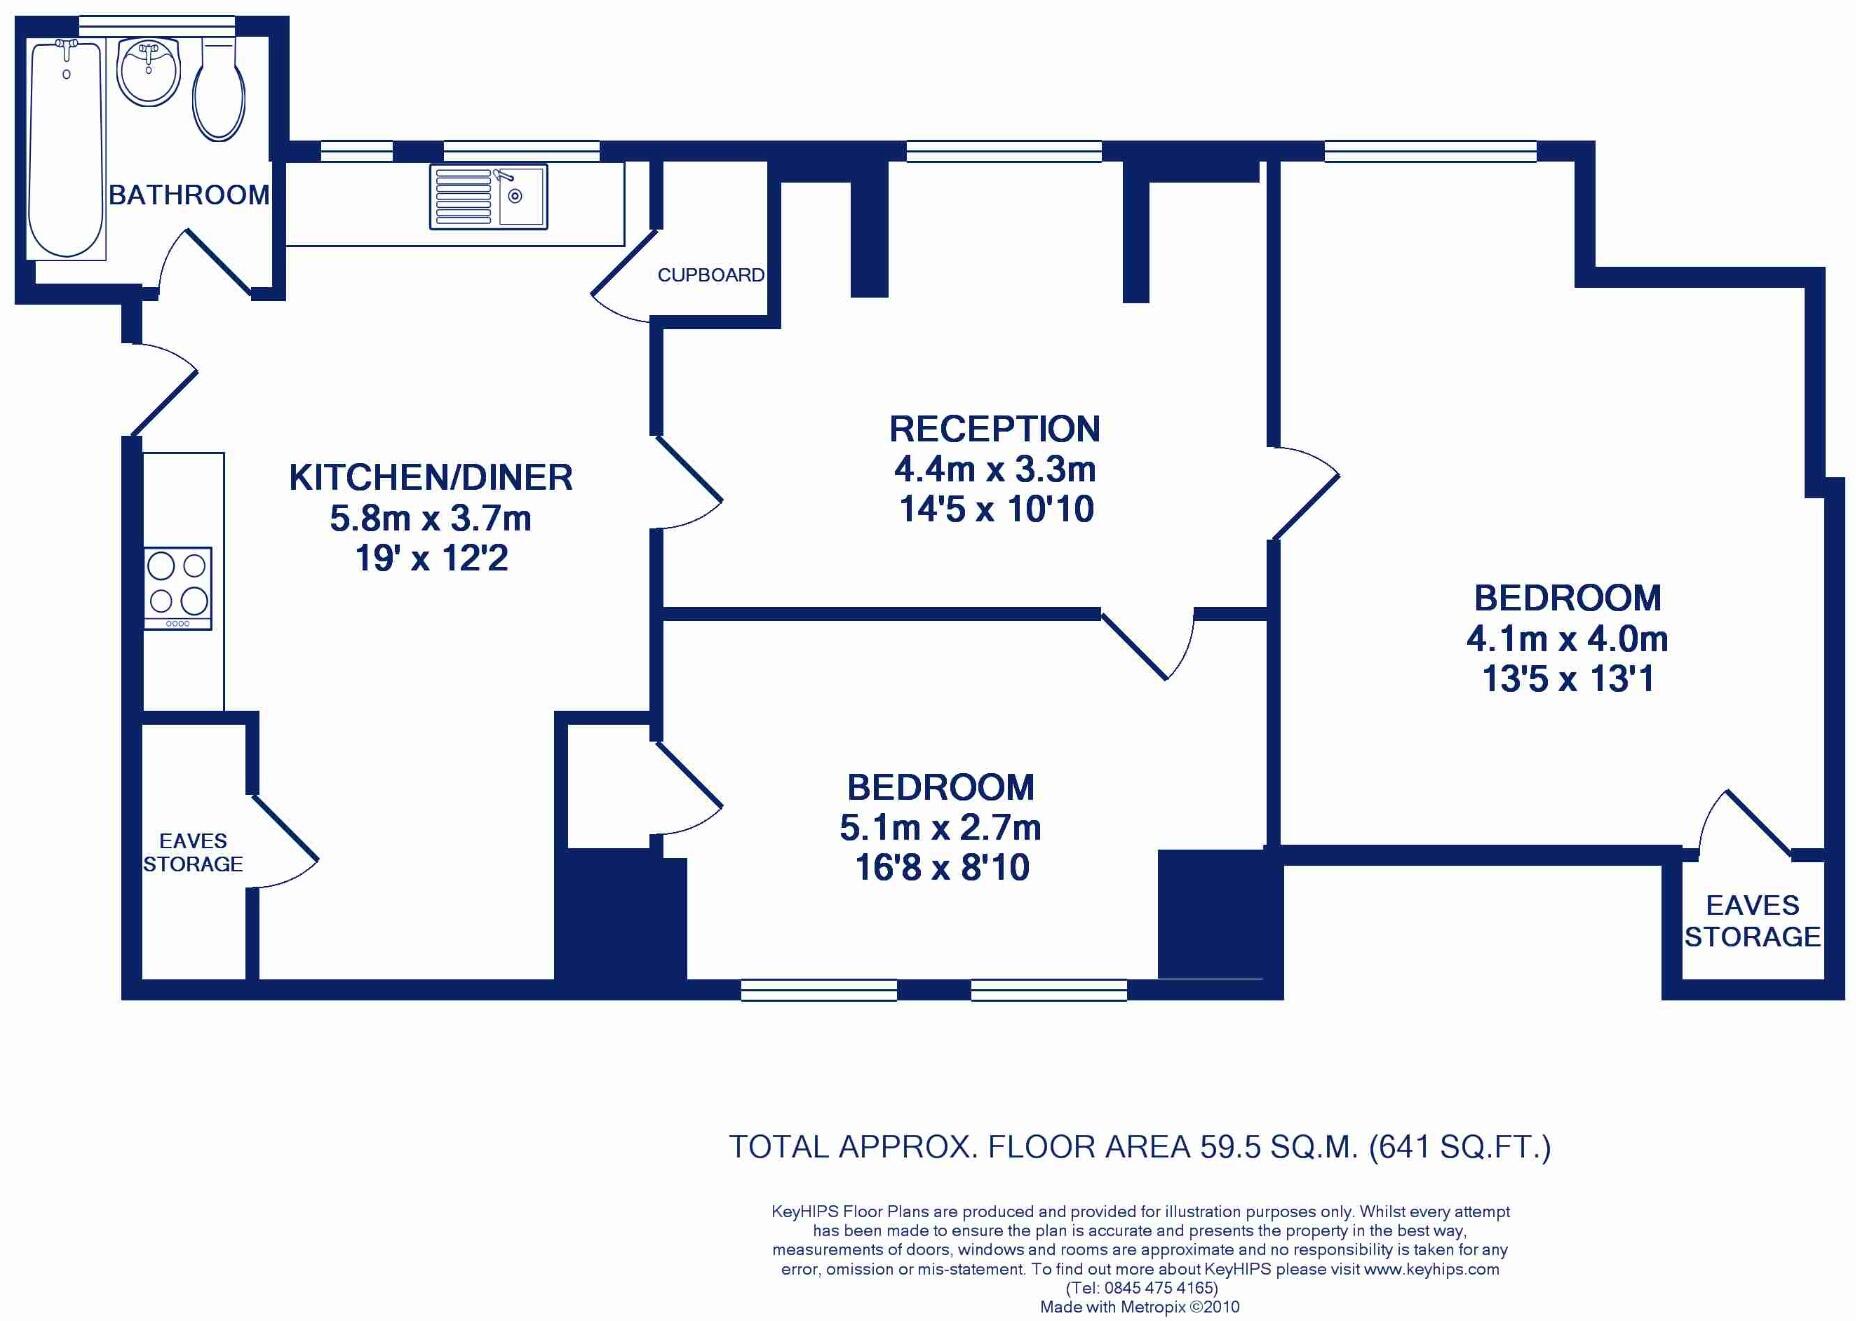 BATHROOM
CUPBOARD
KITCHEN/DINER
5.8m x 3.7m
19' x 12'2
RECEPTION
4.4m x 3.3m
14'5 x 10'10
BEDROOM
4.1m x 4.0m
13'5 x 13'1
BEDROOM
5.1m x 2.7m
16'8 x 8'10
EAVES
STORAGE
EAVES
STORAGE
TOTAL APPROX. FLOOR AREA 59.5 SQ.M. (641 SQ.FT.)
KeyHIPS Floor Plans are produced and provided for illustration purposes only. Whilst every attempt
has been made to ensure the plan is accurate and presents the property in the best way,
measurements of doors, windows and rooms are approximate and no responsibility is taken for any
error, omission or mis-statement. To find out more about KeyHIPS please visit www.keyhips.com
(Tel: 0845 475 4165)
Made with Metropix ©2010